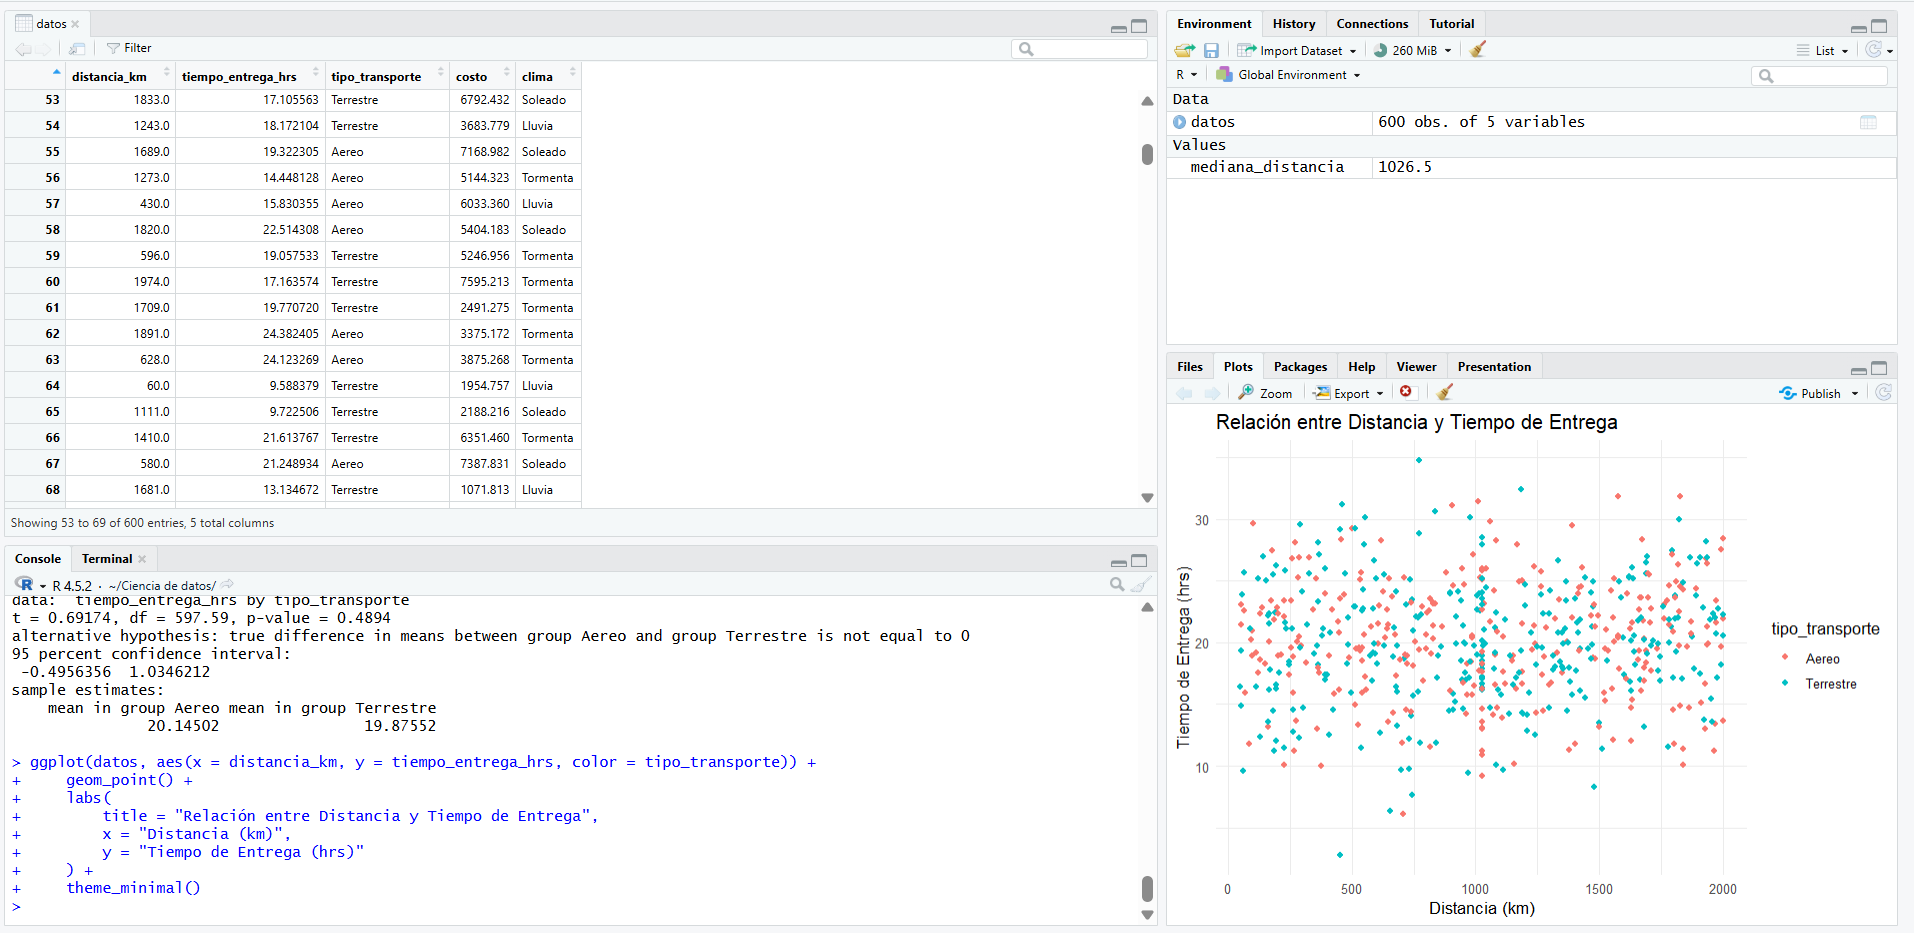 datos
Filter
distancia_km tiempo_entrega_hrs tipo_transporte costo clima
53 1833.0 17.105563 Terrestre 6792.432 Soleado
54 1243.0 18.172104 Terrestre 3683.779 Lluvia
55 1689.0 19.322305 Aereo 7168.982 Soleado
56 1273.0 14.448128 Aereo 5144.323 Tormenta
57 430.0 15.830355 Aereo 6033.360 Lluvia
58 1820.0 22.514308 Aereo 5404.183 Soleado
59 596.0 19.057533 Terrestre 5246.956 Tormenta
60 1974.0 17.163574 Terrestre 7595.213 Tormenta
61 1709.0 19.770720 Terrestre 2491.275 Tormenta
62 1891.0 24.382405 Aereo 3375.172 Tormenta
63 628.0 24.123269 Aereo 3875.268 Tormenta
64 60.0 9.588379 Terrestre 1954.757 Lluvia
65 1111.0 9.722506 Terrestre 2188.216 Soleado
66 1410.0 21.613767 Terrestre 6351.460 Tormenta
67 580.0 21.248934 Aereo 7387.831 Soleado
68 1681.0 13.134672 Terrestre 1071.813 Lluvia
Showing 53 to 69 of 600 entries, 5 total columns
Console Terminal
R R 4.5.2 · ~/Ciencia de datos/
data:  tiempo_entrega_hrs by tipo_transporte
t = 0.69174, df = 597.59, p-value = 0.4894
alternative hypothesis: true difference in means between group Aereo and group Terrestre is not equal to 0
95 percent confidence interval:
 -0.4956356  1.0346212
sample estimates:
    mean in group Aereo mean in group Terrestre
               20.14502                19.87552
> ggplot(datos, aes(x = distancia_km, y = tiempo_entrega_hrs, color = tipo_transporte)) +
+     geom_point() +
+     labs(
+         title = "Relación entre Distancia y Tiempo de Entrega",
+         x = "Distancia (km)",
+         y = "Tiempo de Entrega (hrs)"
+     ) +
+     theme_minimal()
>
Environment History Connections Tutorial
Import Dataset 260 MiB List
R Global Environment
Data
datos 600 obs. of 5 variables
Values
mediana_distancia 1026.5
Files Plots Packages Help Viewer Presentation
Zoom Export Publish
Relación entre Distancia y Tiempo de Entrega
Tiempo de Entrega (hrs)
30
20
10
0 500 1000 1500 2000
Distancia (km)
tipo_transporte
Aereo
Terrestre